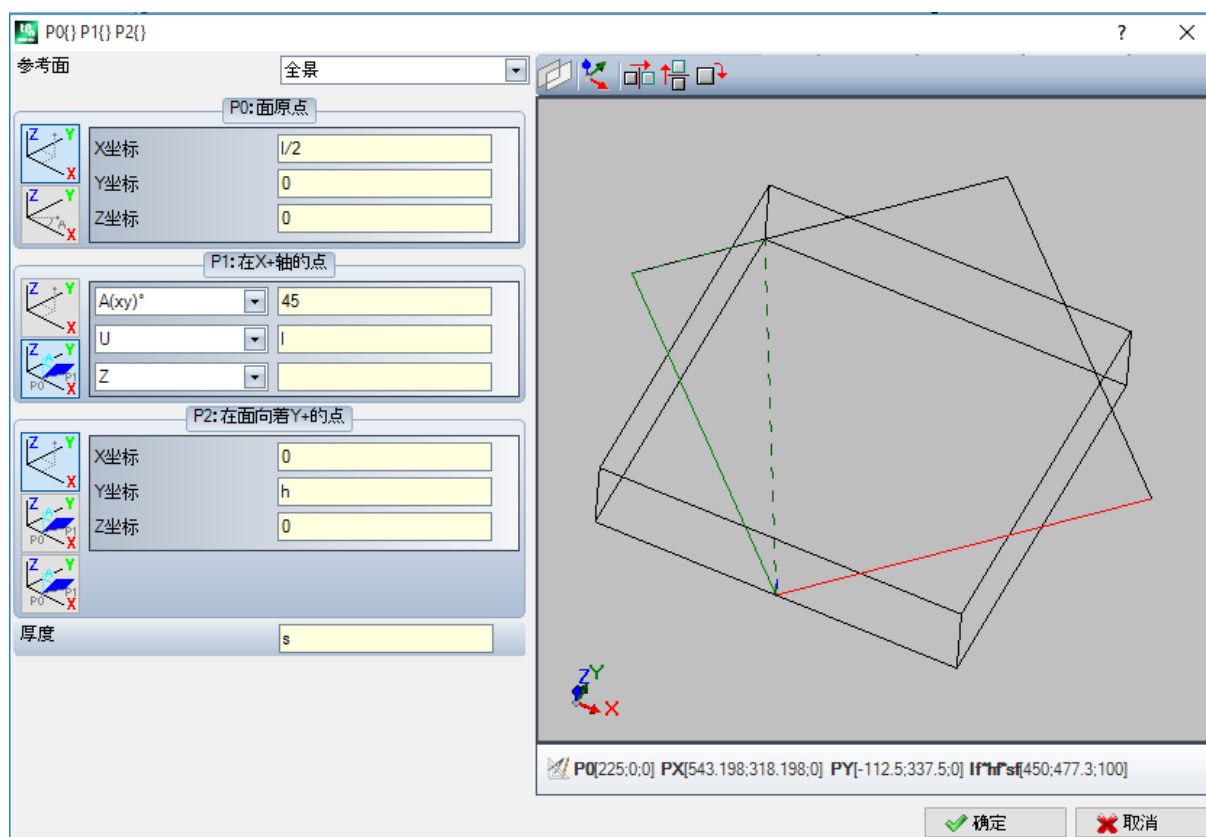 P0{} P1{} P2{}
?
参考面
全景
P0:面原点
X坐标
l/2
Y坐标
0
Z坐标
0
P1:在X+轴的点
A(xy)°
45
U
l
Z
P2:在面向着Y+的点
X坐标
0
Y坐标
h
Z坐标
0
厚度
s
Z Y
X
P0[225;0;0] PX[543.198;318.198;0] PY[-112.5;337.5;0] lf*hf*sf[450;477.3;100]
确定
取消